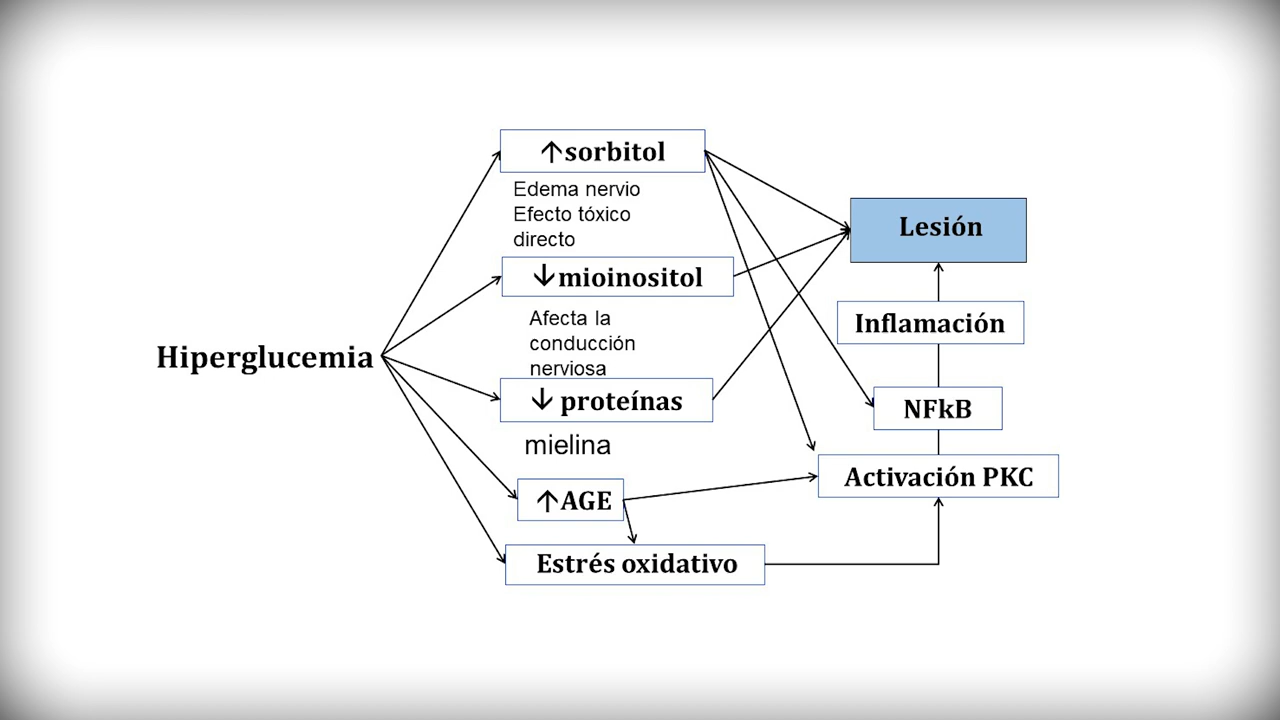 ↑sorbitol
Edema nervio
Efecto tóxico
directo
↓mioinositol
Afecta la
conducción
nerviosa
↓ proteínas
mielina
↑AGE
Estrés oxidativo
Hiperglucemia
Lesión
Inflamación
NFkB
Activación PKC